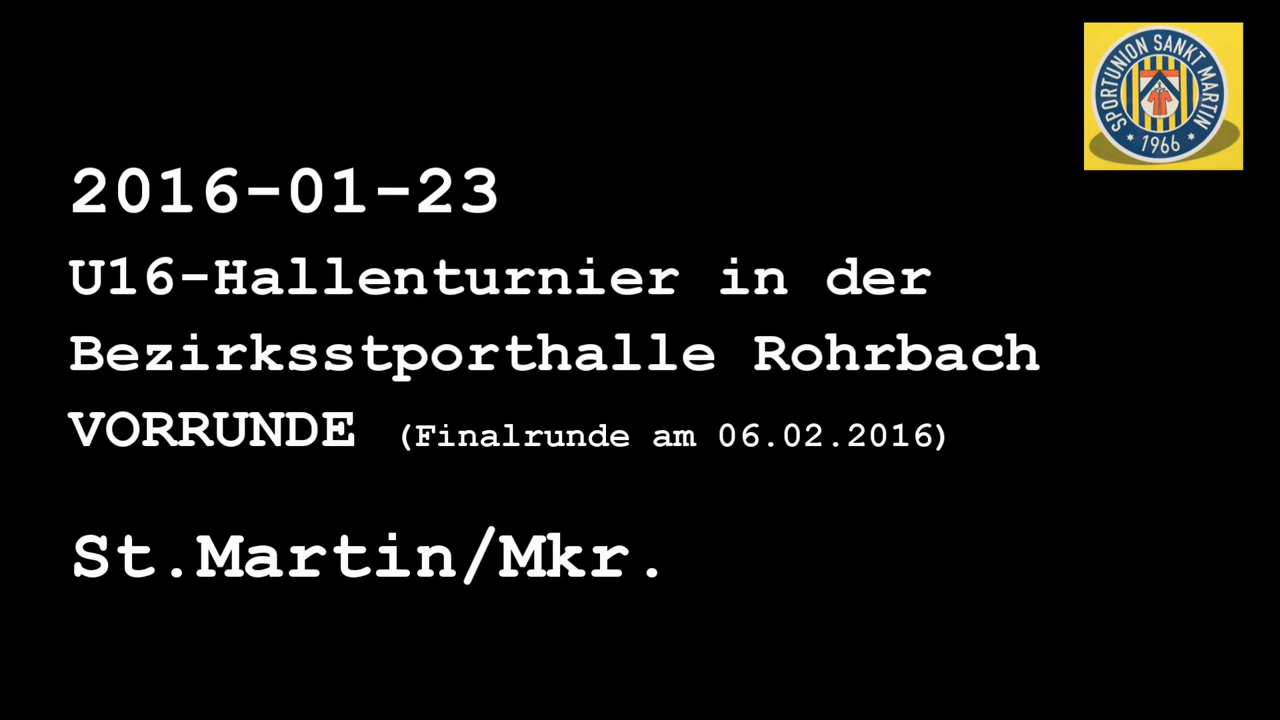 SPORTUNION SANKT MARTIN
* 1966 *
2016-01-23
U16-Hallenturnier in der
Bezirksstporthalle Rohrbach
VORRUNDE (Finalrunde am 06.02.2016)
St.Martin/Mkr.